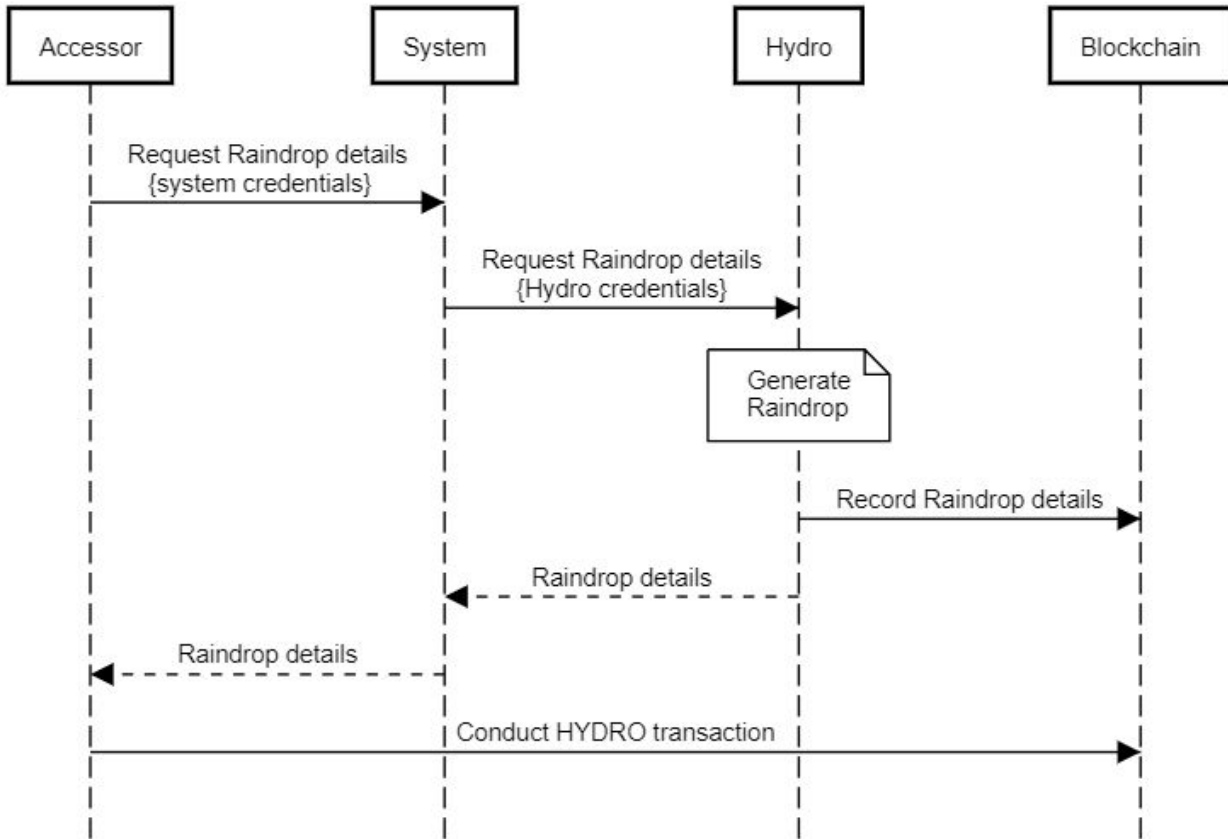 Accessor
System
Hydro
Blockchain
Request Raindrop details
{system credentials}
Request Raindrop details
{Hydro credentials}
Generate
Raindrop
Record Raindrop details
Raindrop details
Raindrop details
Conduct HYDRO transaction